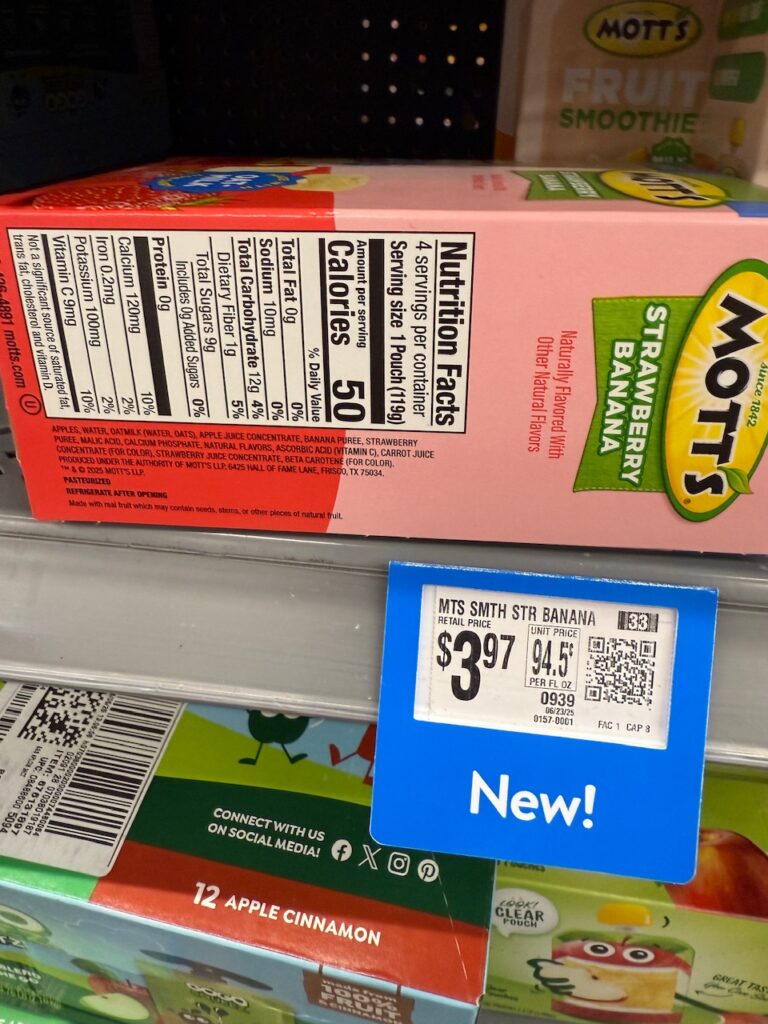 MOTT'S
FRUIT
SMOOTHIE
MOTT'S
STRAWBERRY
BANANA
since 1842
MOTT'S
STRAWBERRY
BANANA
Naturally Flavored With
Other Natural Flavors
Nutrition Facts
4 servings per container
Serving size 1 Pouch (119g)
Amount per serving
Calories 50
% Daily Value
Total Fat 0g 0%
Sodium 10mg 0%
Total Carbohydrate 12g 4%
Dietary Fiber 1g 5%
Total Sugars 9g
Includes 0g Added Sugars 0%
Protein 0g
Calcium 120mg 10%
Iron 0.2mg 2%
Potassium 100mg 2%
Vitamin C 9mg 10%
Not a significant source of saturated fat,
trans fat, cholesterol and vitamin D.
motts.com
APPLES, WATER, OATMILK (WATER, OATS), APPLE JUICE CONCENTRATE, BANANA PUREE, STRAWBERRY
PUREE, MALIC ACID, CALCIUM PHOSPHATE, NATURAL FLAVORS, ASCORBIC ACID (VITAMIN C), CARROT JUICE
CONCENTRATE (FOR COLOR), STRAWBERRY JUICE CONCENTRATE, BETA CAROTENE (FOR COLOR).
PRODUCED UNDER THE AUTHORITY OF MOTT'S LLP, 6425 HALL OF FAME LANE, FRISCO, TX 75034.
™ & © 2025 MOTT'S LLP.
PASTEURIZED
REFRIGERATE AFTER OPENING
Made with real fruit which may contain seeds, stems, or other pieces of natural fruit.
MTS SMTH STR BANANA
33
RETAIL PRICE
$3.97
UNIT PRICE
94.5¢
PER FL OZ
0939
06/23/25
0157-0001
FAC 1 CAP 8
New!
CONNECT WITH US
ON SOCIAL MEDIA!
12 APPLE CINNAMON
made from
100%
FRUIT
& CINNAMON
LOOK!
CLEAR
POUCH